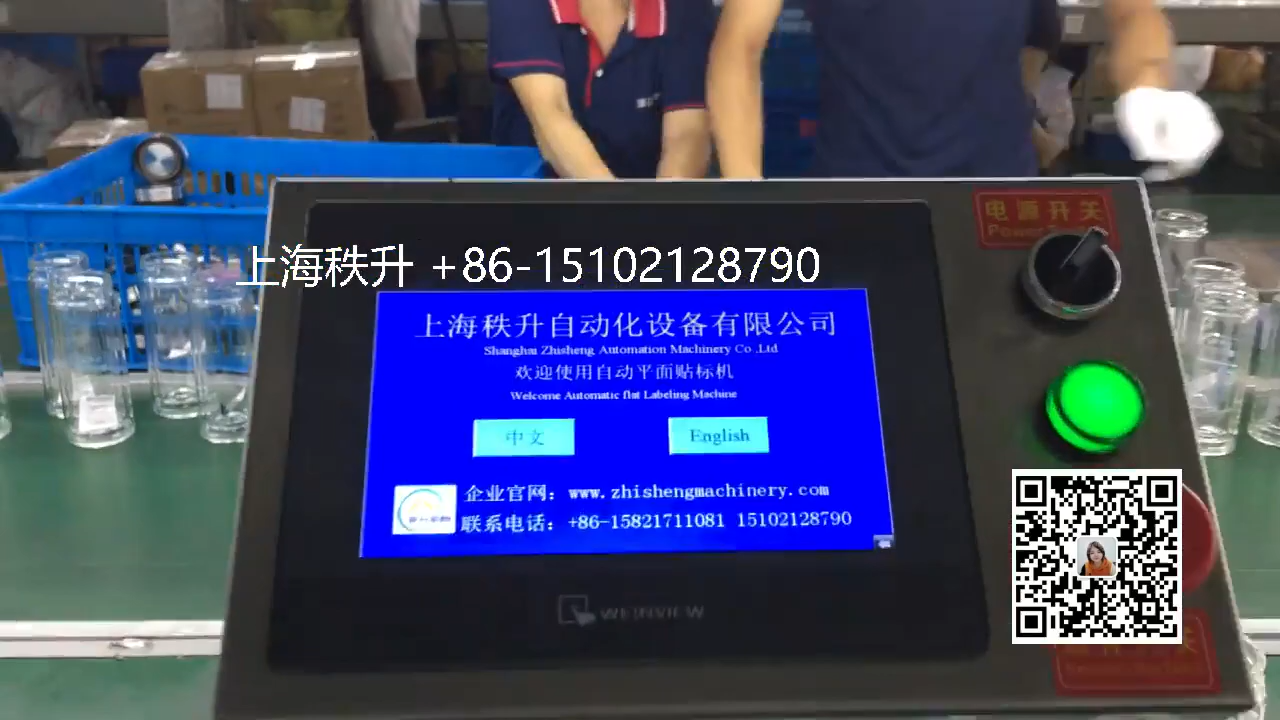 电源开关
上海秩升 +86-15102128790
上海秩升自动化设备有限公司
Shanghai Zhisheng Automation Machinery Co .,Ltd
欢迎使用自动平面贴标机
Welcome Automatic flat Labeling Machine
中文
English
企业官网：www.zhishengmachinery.com
联系电话：+86-15821711081 15102128790
WEINVIEW